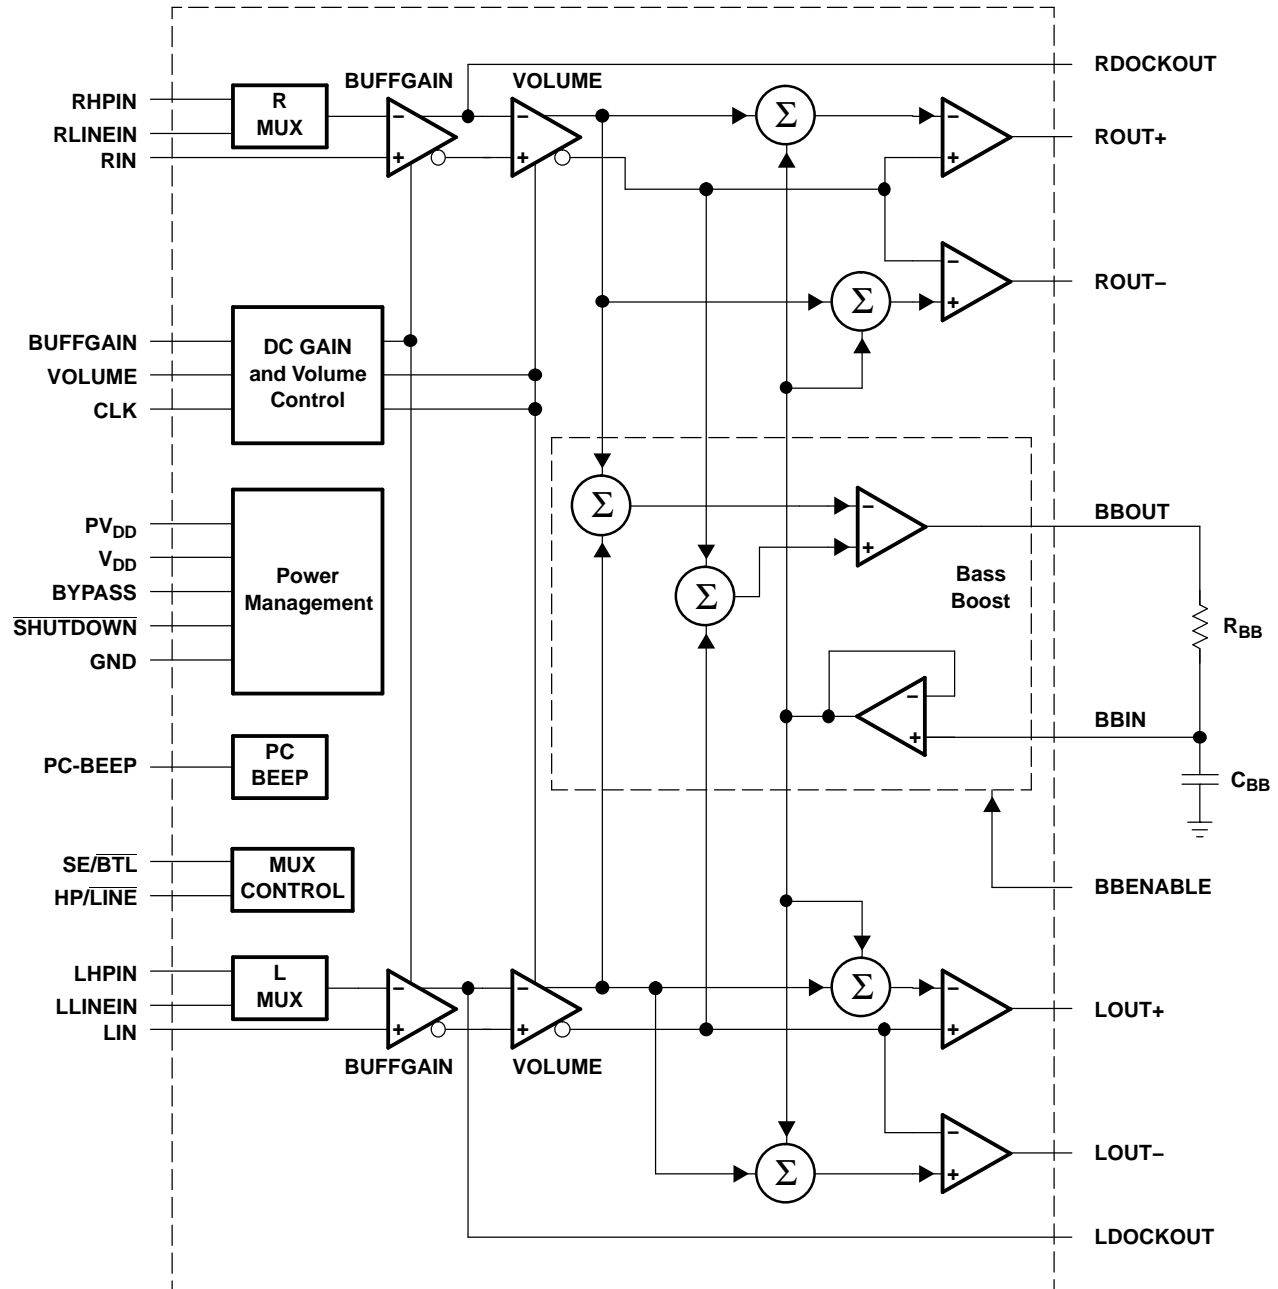 RDOCKOUT
BUFFGAIN
VOLUME
RHPIN
R
MUX
Σ
−
−
−
RLINEIN
ROUT+
RIN
+
+
+
−
ROUT−
Σ
+
BUFFGAIN
VOLUME
CLK
DC GAIN
and Volume
Control
Σ
−
BBOUT
+
PVDD
VDD
BYPASS
SHUTDOWN
GND
Power
Management
Σ
Bass
Boost
RBB
−
+
BBIN
CBB
PC-BEEP
PC
BEEP
SE/BTL
HP/LINE
MUX
CONTROL
BBENABLE
LHPIN
LLINEIN
LIN
L
MUX
−
−
Σ
−
+
+
+
LOUT+
BUFFGAIN
VOLUME
−
LOUT−
Σ
+
LDOCKOUT